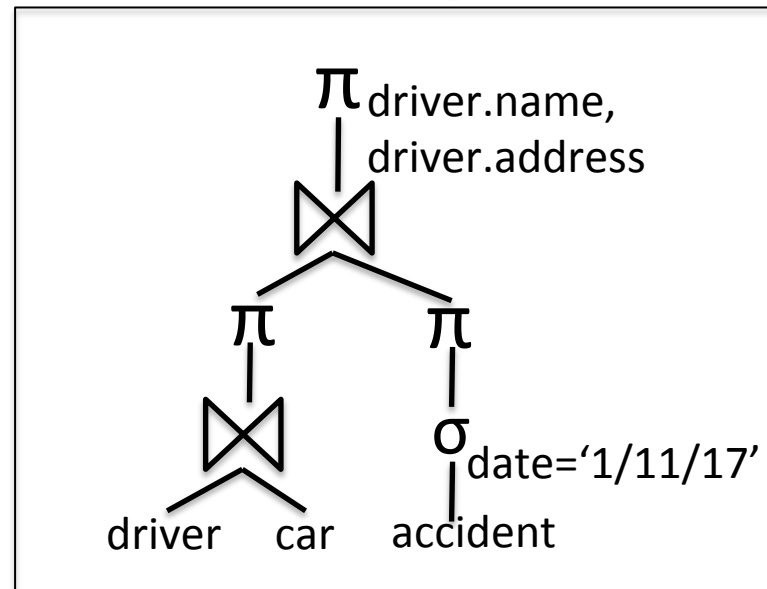 π driver.name,
driver.address
π π
σ date=‘1/11/17’
driver car accident